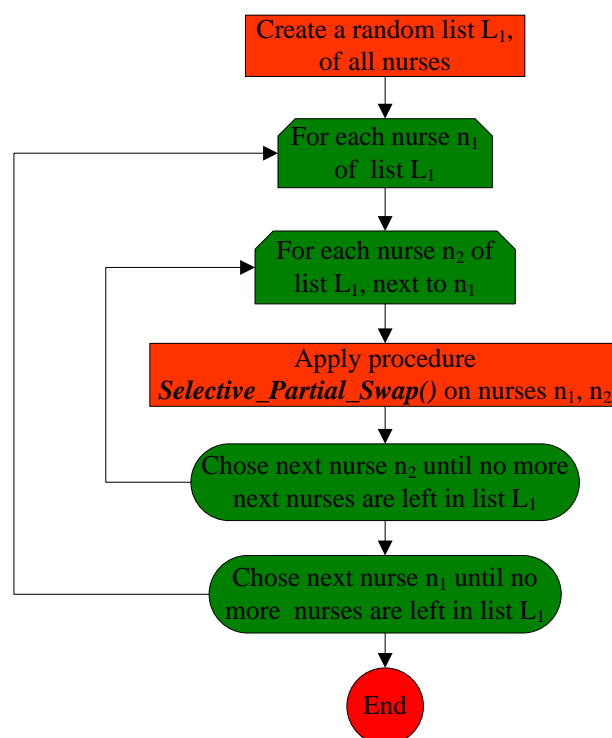 Create a random list L₁,
of all nurses
For each nurse n₁
of list L₁
For each nurse n₂ of
list L₁, next to n₁
Apply procedure
Selective_Partial_Swap() on nurses n₁, n₂
Chose next nurse n₂ until no more
next nurses are left in list L₁
Chose next nurse n₁ until no
more nurses are left in list L₁
End